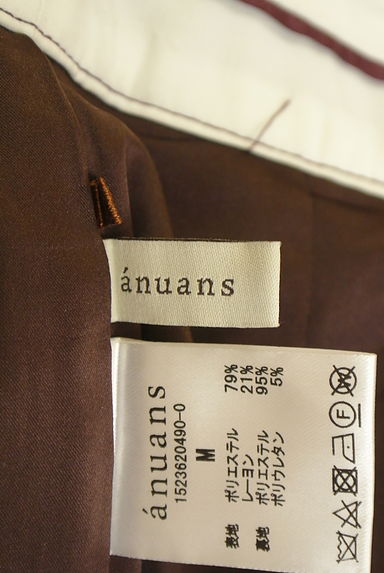 ánuans
ánuans
1523620490-0
M
表地 ポリエステル 79%
レーヨン 21%
裏地 ポリエステル 95%
ポリウレタン 5%
F
W